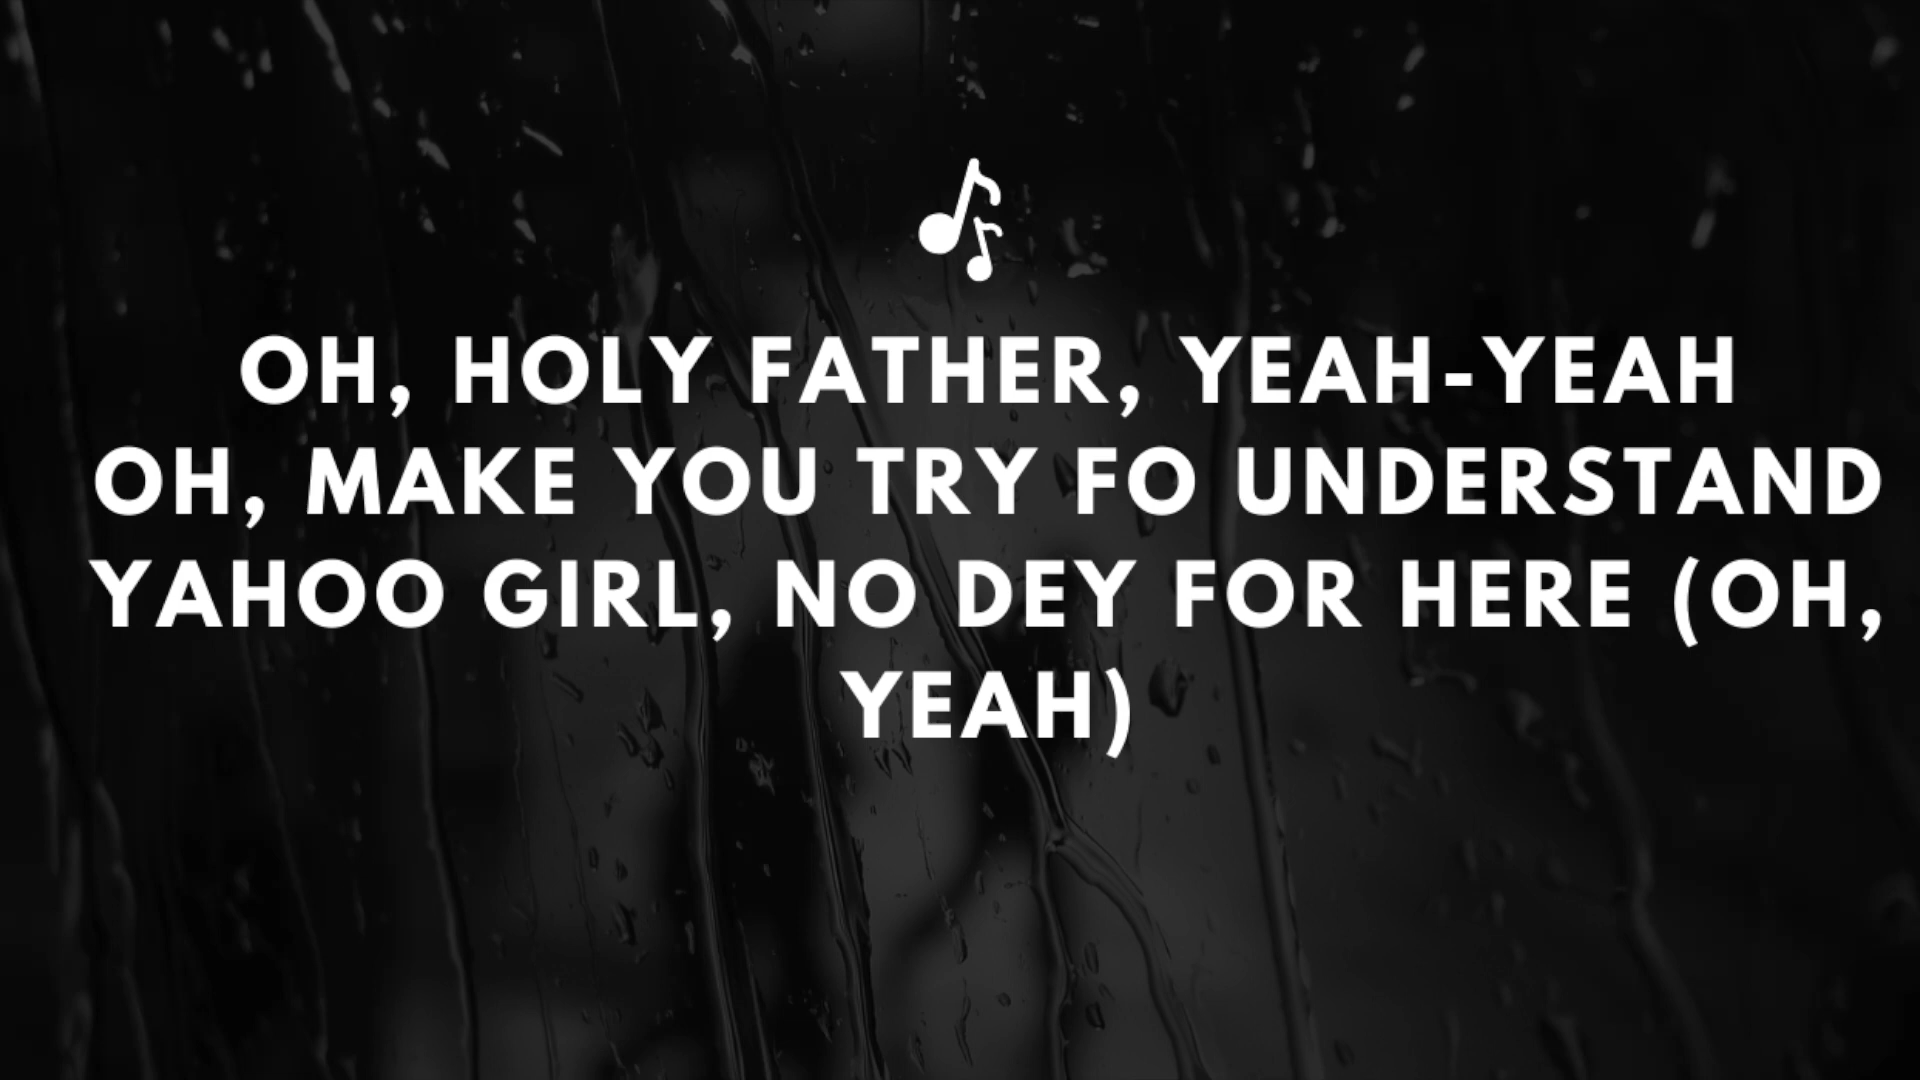 OH, HOLY FATHER, YEAH-YEAH
OH, MAKE YOU TRY FO UNDERSTAND
YAHOO GIRL, NO DEY FOR HERE (OH,
YEAH)